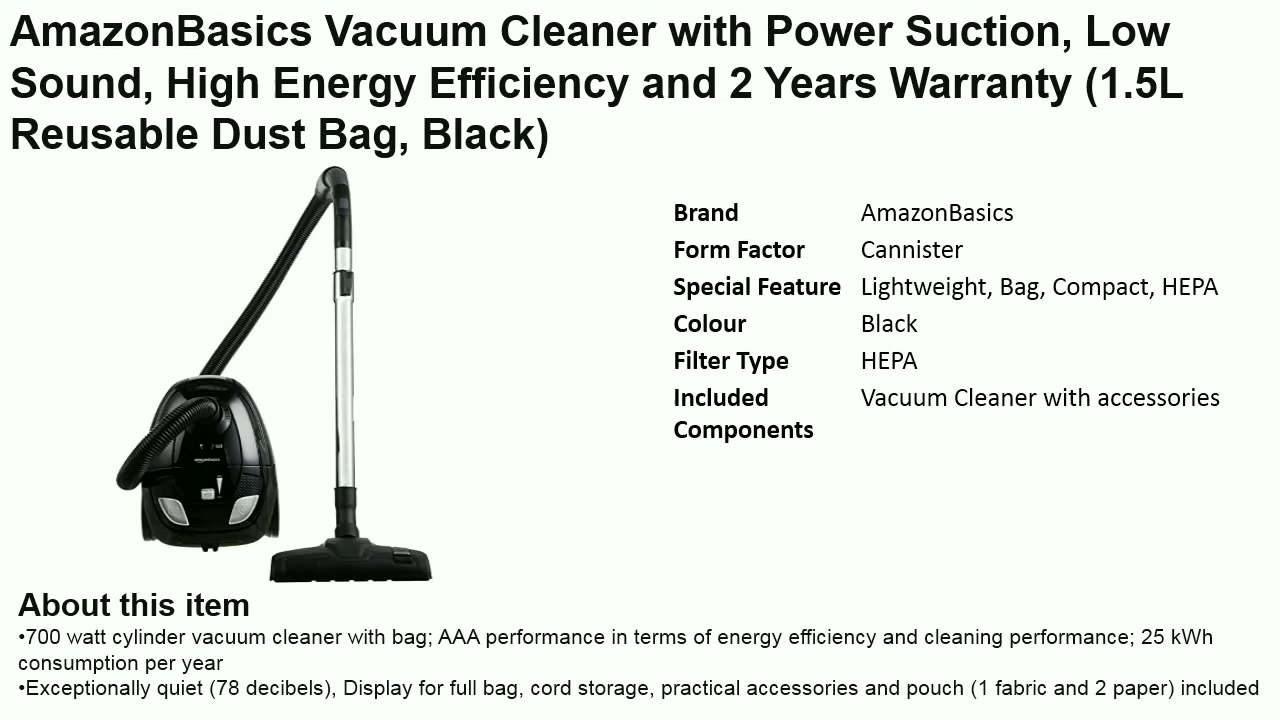 AmazonBasics Vacuum Cleaner with Power Suction, Low
Sound, High Energy Efficiency and 2 Years Warranty (1.5L
Reusable Dust Bag, Black)
Brand AmazonBasics
Form Factor Cannister
Special Feature Lightweight, Bag, Compact, HEPA
Colour Black
Filter Type HEPA
Included Vacuum Cleaner with accessories
Components
amazonbasics
About this item
•700 watt cylinder vacuum cleaner with bag; AAA performance in terms of energy efficiency and cleaning performance; 25 kWh
consumption per year
•Exceptionally quiet (78 decibels), Display for full bag, cord storage, practical accessories and pouch (1 fabric and 2 paper) included